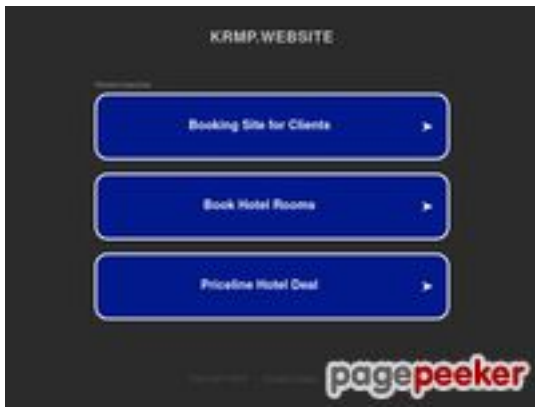 KRMP.WEBSITE
Booking Site for Clients
Book Hotel Rooms
Priceline Hotel Deal
pagepeeker